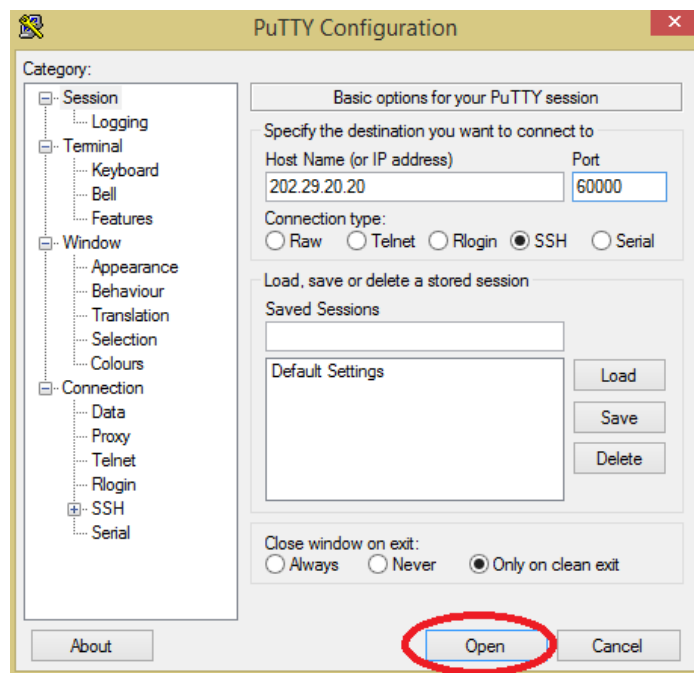 PuTTY Configuration
Category:
Session
Logging
Terminal
Keyboard
Bell
Features
Window
Appearance
Behaviour
Translation
Selection
Colours
Connection
Data
Proxy
Telnet
Rlogin
SSH
Serial
Basic options for your PuTTY session
Specify the destination you want to connect to
Host Name (or IP address) Port
202.29.20.20 60000
Connection type:
Raw Telnet Rlogin SSH Serial
Load, save or delete a stored session
Saved Sessions
Default Settings
Load
Save
Delete
Close window on exit:
Always Never Only on clean exit
About Open Cancel